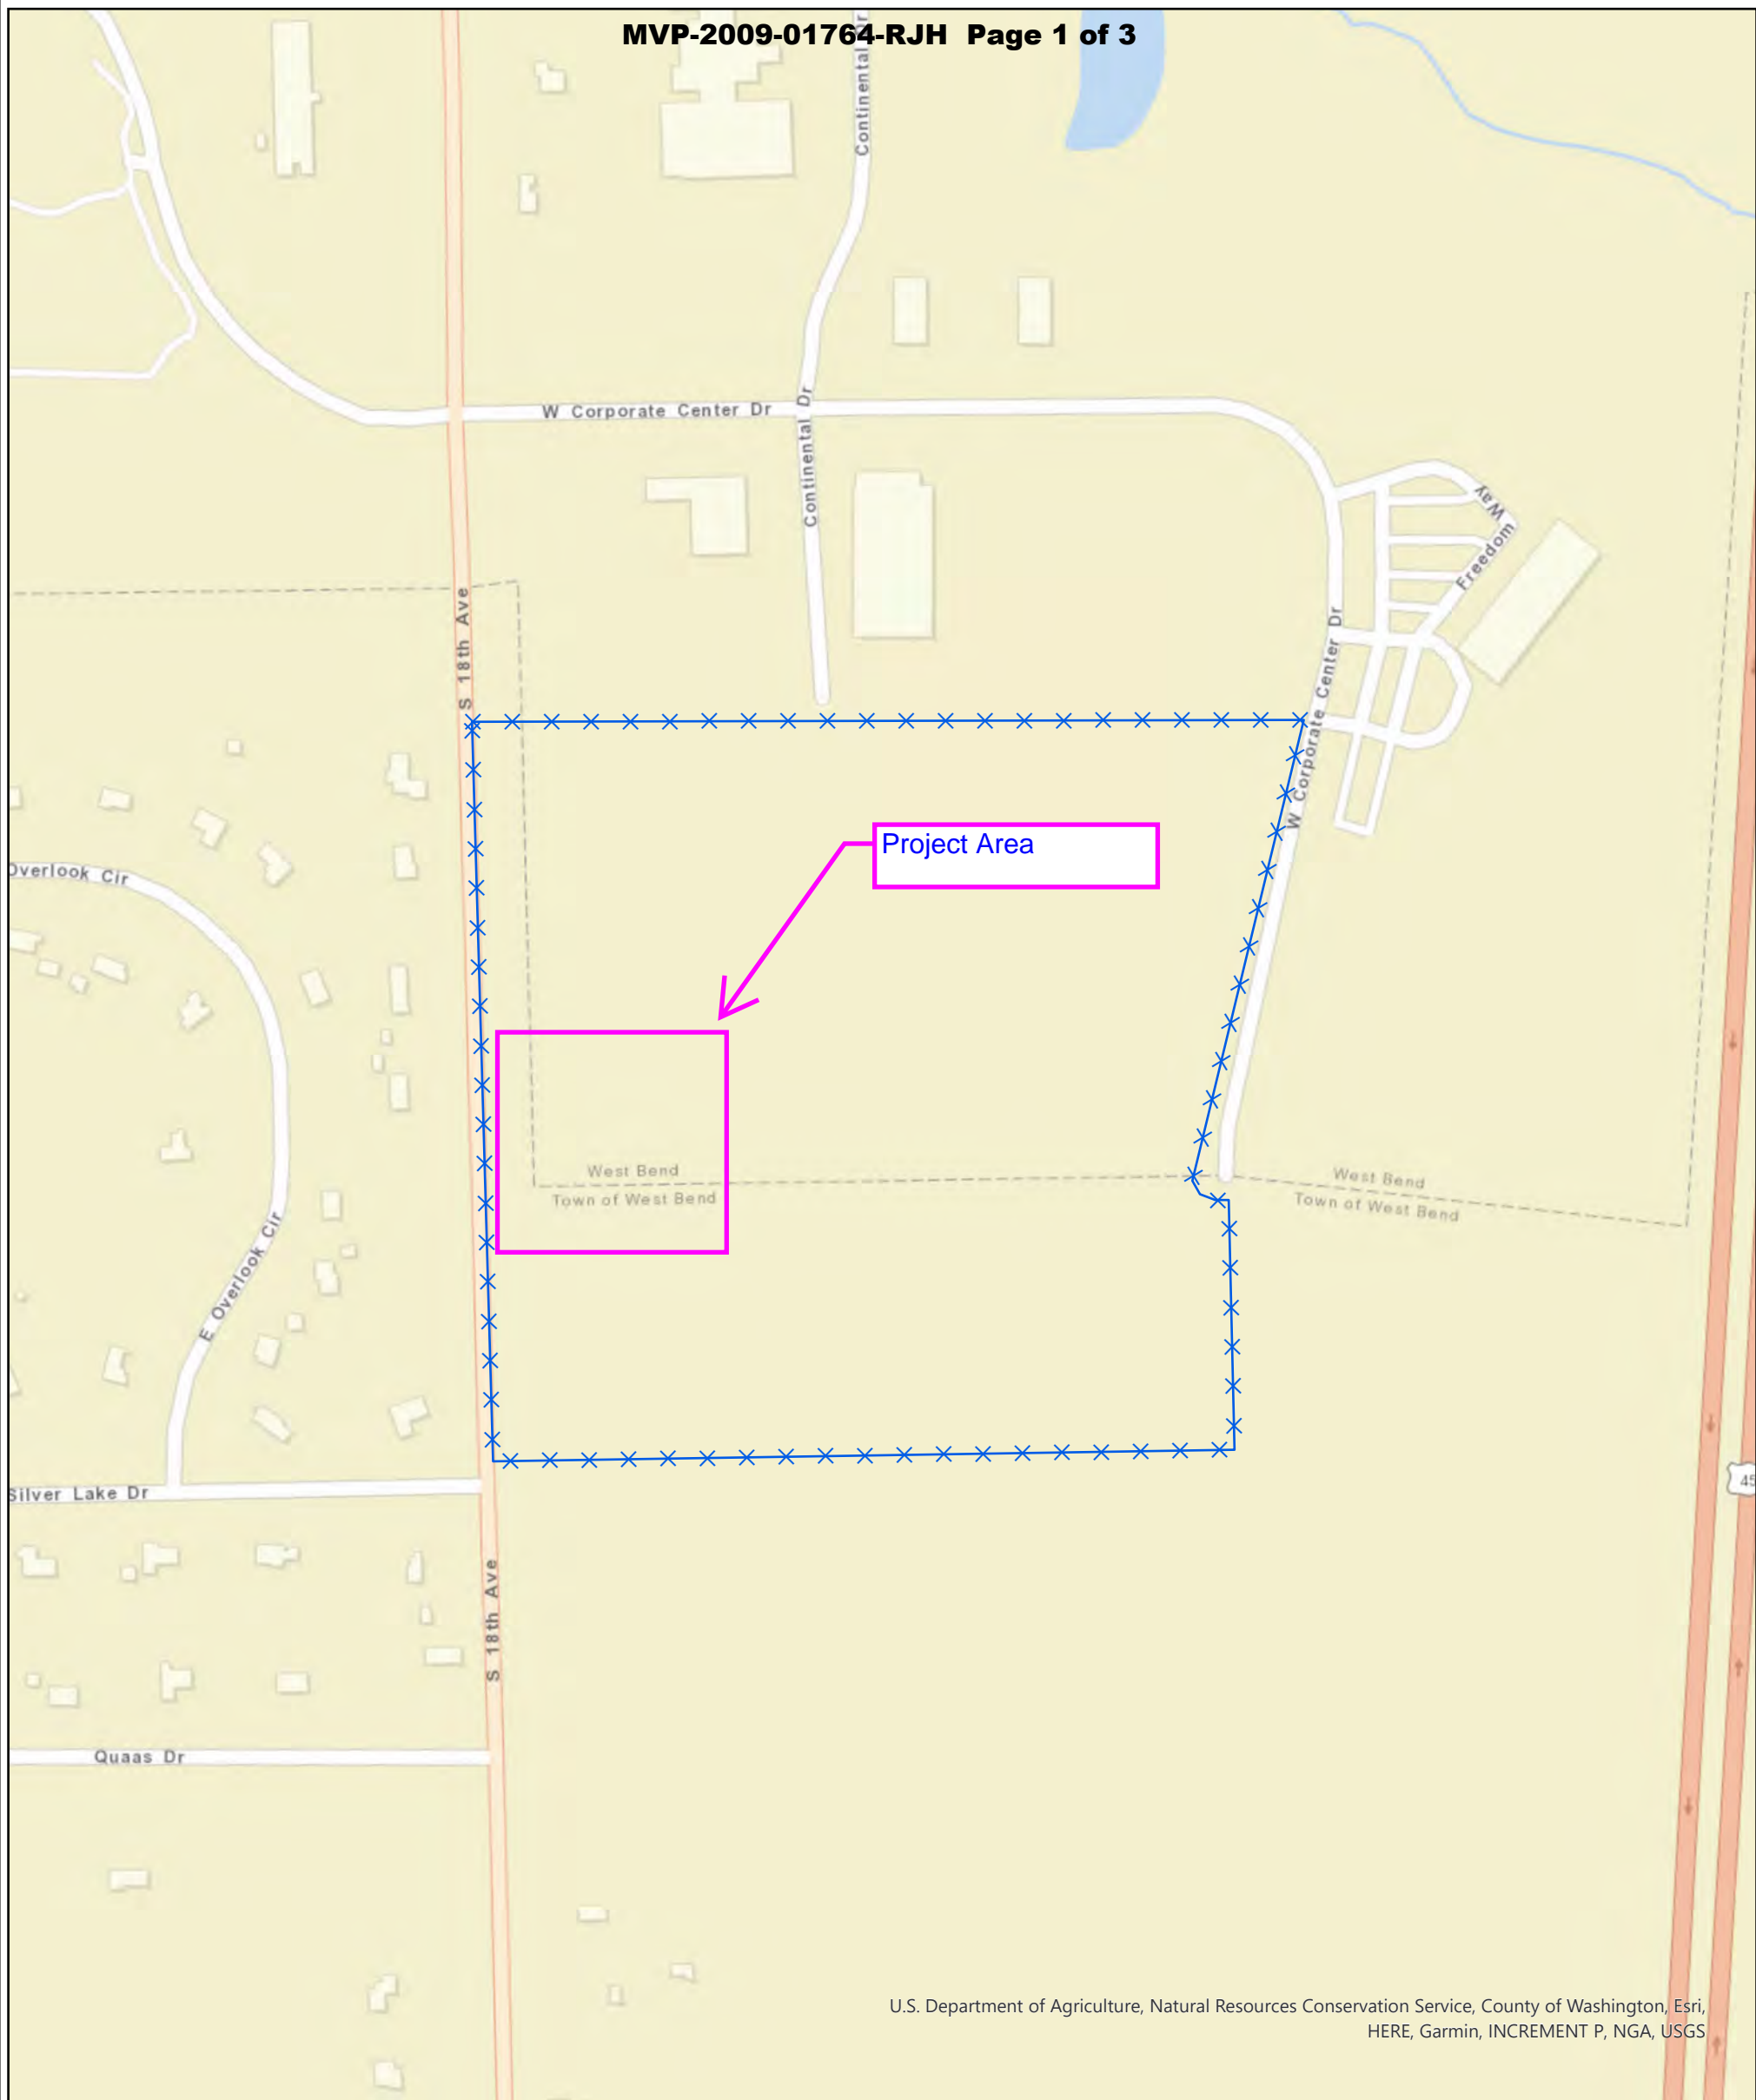 MVP-2009-01764-RJH Page 1 of 3
Continental Dr
W Corporate Center Dr
Continental Dr
Way
Freedom
S 18th Ave
W Corporate Center Dr
Project Area
Overlook Cir
West Bend
Town of West Bend
West Bend
Town of West Bend
E Overlook Cir
Silver Lake Dr
45
S 18th Ave
Quaas Dr
U.S. Department of Agriculture, Natural Resources Conservation Service, County of Washington, Esri,
HERE, Garmin, INCREMENT P, NGA, USGS